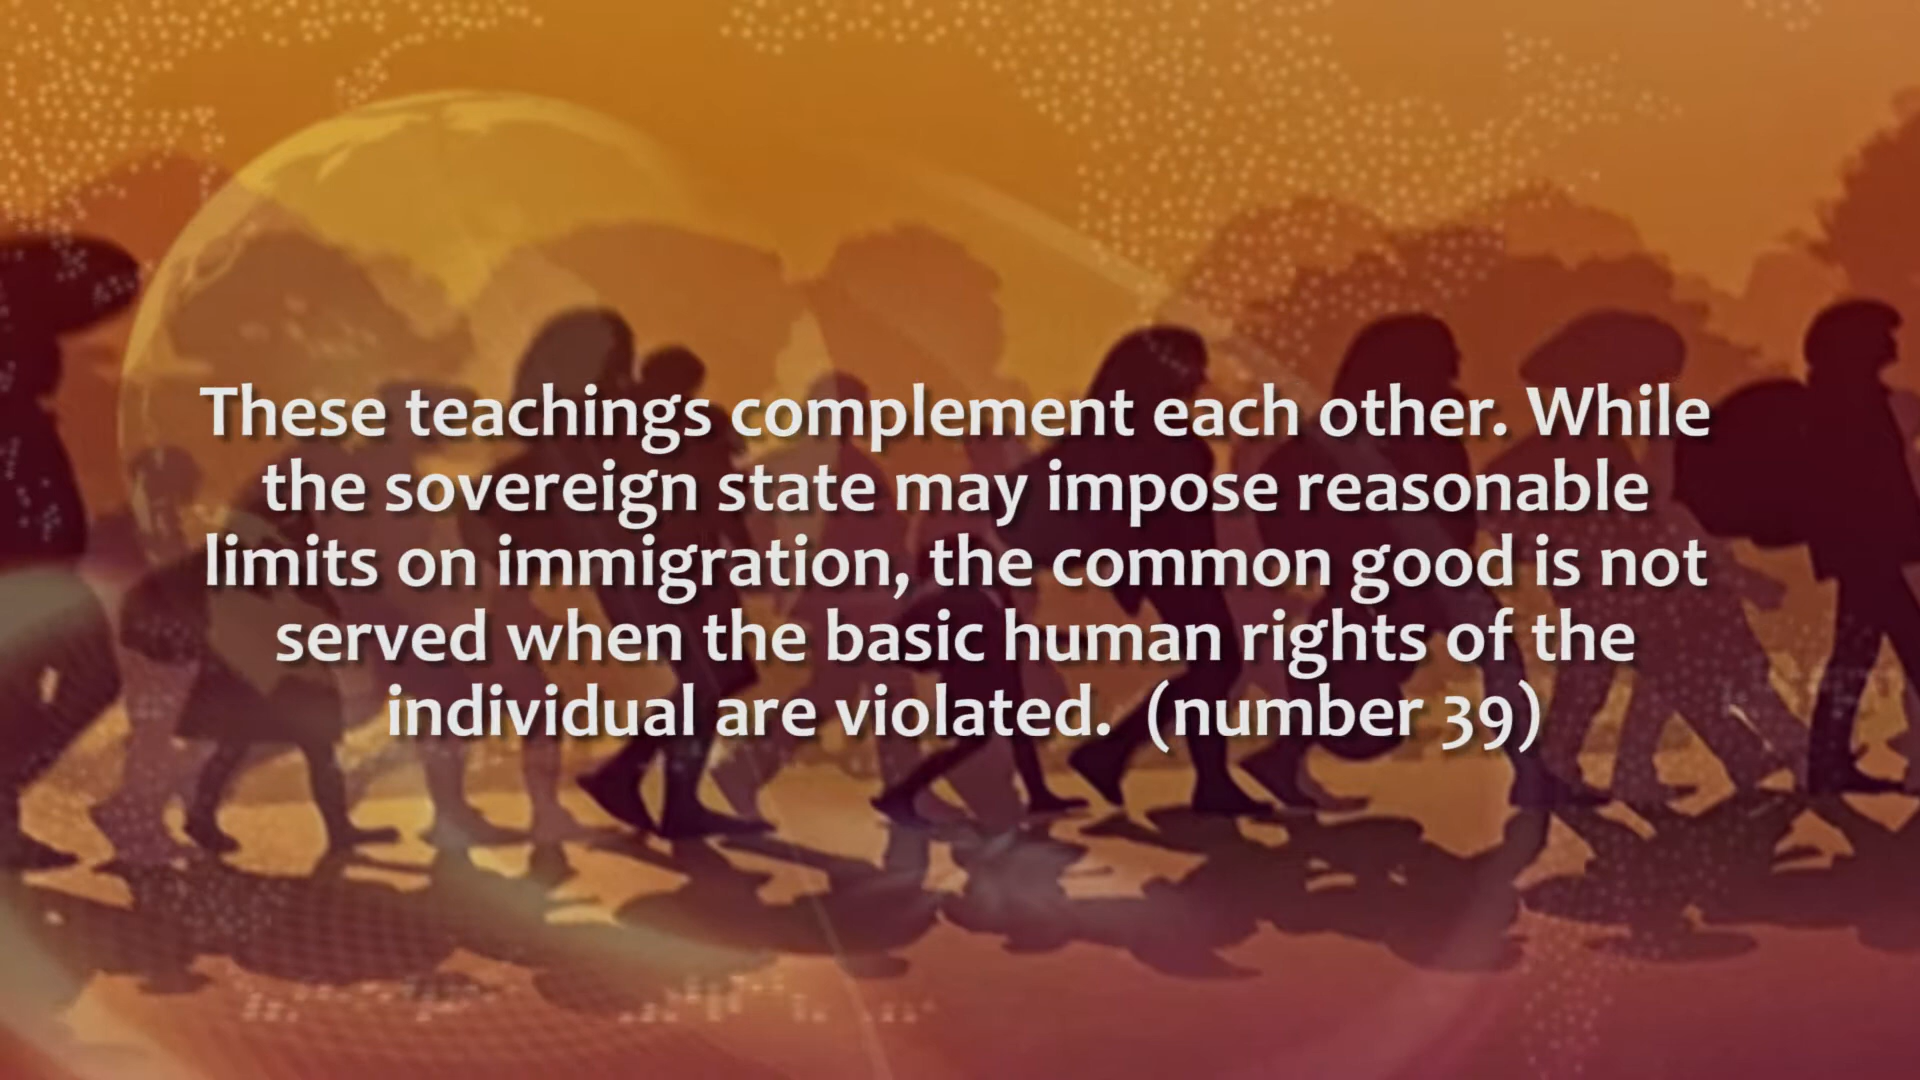 These teachings complement each other. While
the sovereign state may impose reasonable
limits on immigration, the common good is not
served when the basic human rights of the
individual are violated.  (number 39)